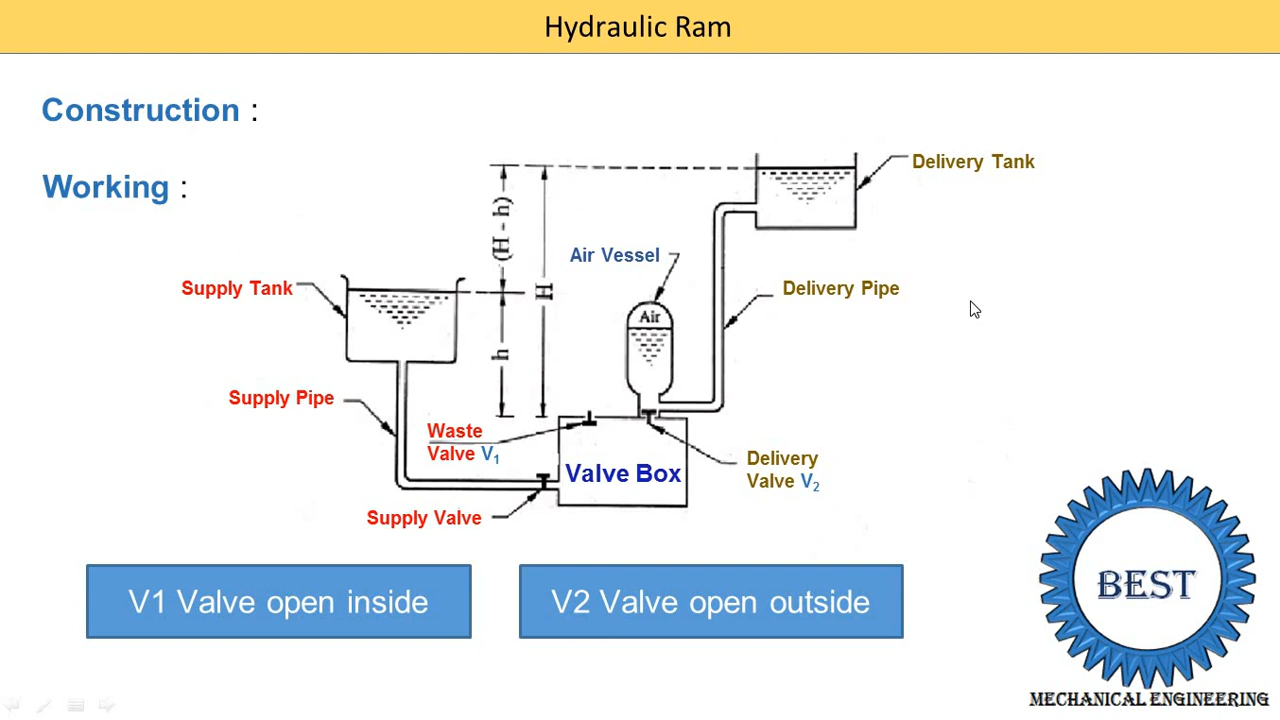 Hydraulic Ram
Construction :
Working :
Delivery Tank
(H - h)
Air Vessel
Supply Tank
Delivery Pipe
H
Air
h
Supply Pipe
Waste
Valve V₁
Valve Box
Delivery
Valve V₂
Supply Valve
V1 Valve open inside
V2 Valve open outside
BEST
MECHANICAL ENGINEERING